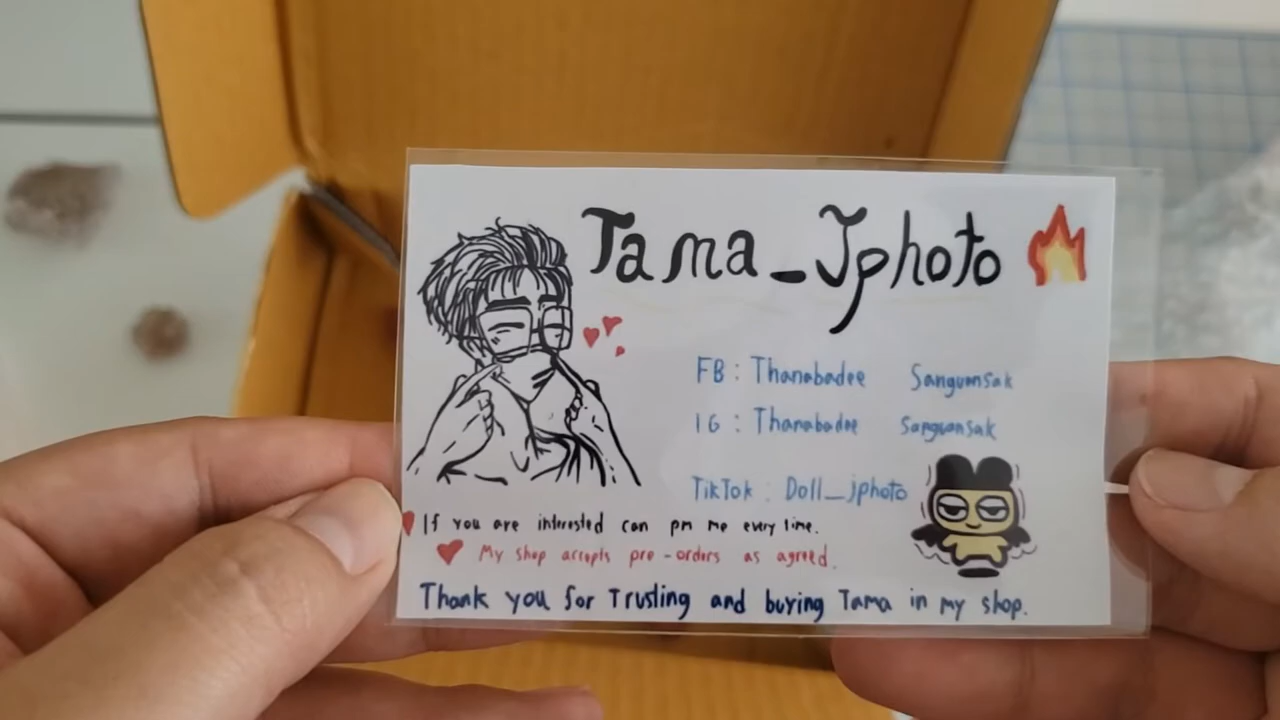 Tama_Jphoto
FB : Thanabadee Sanguansak
IG : Thanabadee Sanguansak
TikTok : Doll_jphoto
If you are interested can pm me every time.
My shop accepts pre-orders as agreed.
Thank you for Trusting and buying Tama in my shop.